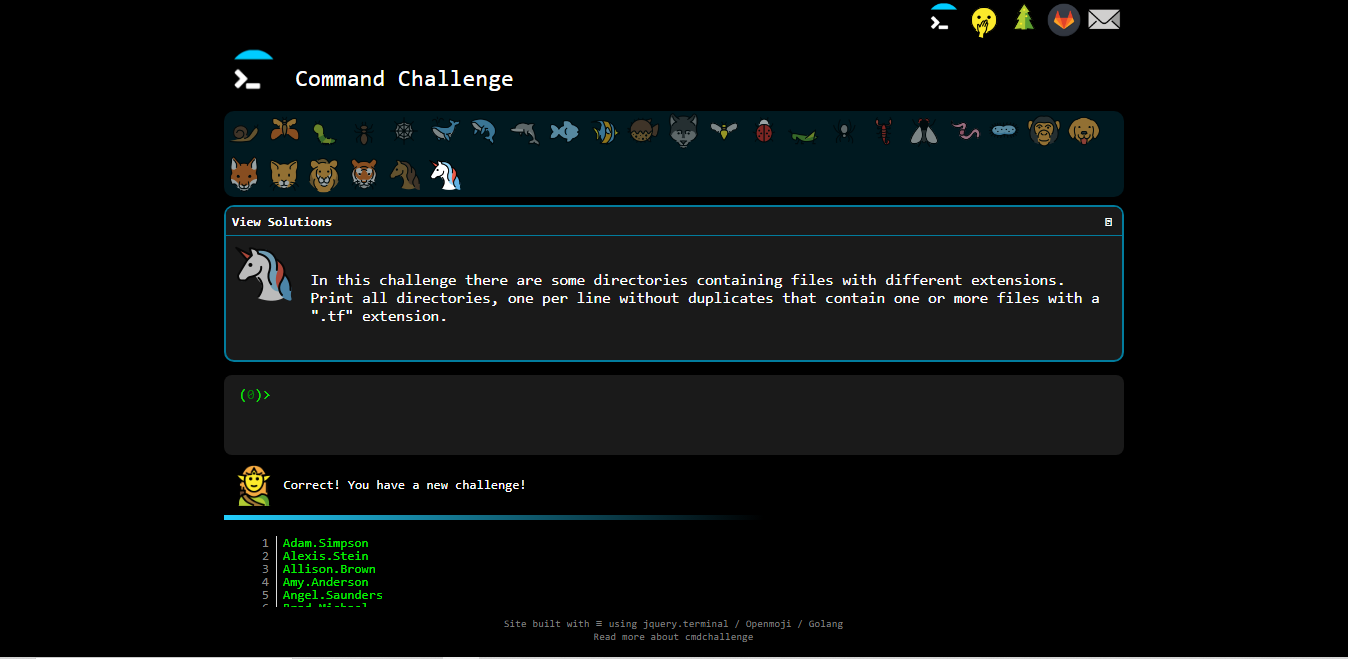 Command Challenge
View Solutions
In this challenge there are some directories containing files with different extensions.
Print all directories, one per line without duplicates that contain one or more files with a
".tf" extension.
(0)>
Correct! You have a new challenge!
1 Adam.Simpson
2 Alexis.Stein
3 Allison.Brown
4 Amy.Anderson
5 Angel.Saunders
Site built with ≡ using jquery.terminal / Openmoji / Golang
Read more about cmdchallenge